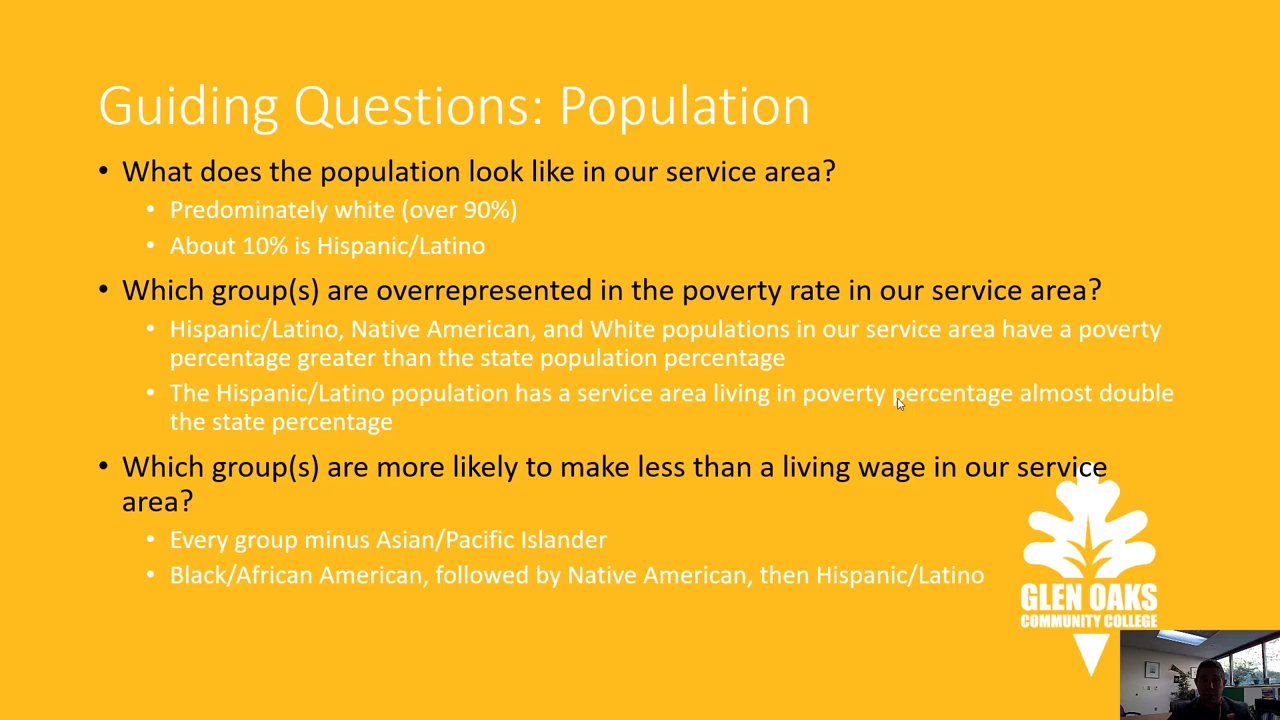 Guiding Questions: Population
• What does the population look like in our service area?
• Predominately white (over 90%)
• About 10% is Hispanic/Latino
• Which group(s) are overrepresented in the poverty rate in our service area?
• Hispanic/Latino, Native American, and White populations in our service area have a poverty
percentage greater than the state population percentage
• The Hispanic/Latino population has a service area living in poverty percentage almost double
the state percentage
• Which group(s) are more likely to make less than a living wage in our service
area?
• Every group minus Asian/Pacific Islander
• Black/African American, followed by Native American, then Hispanic/Latino
GLEN OAKS
COMMUNITY COLLEGE